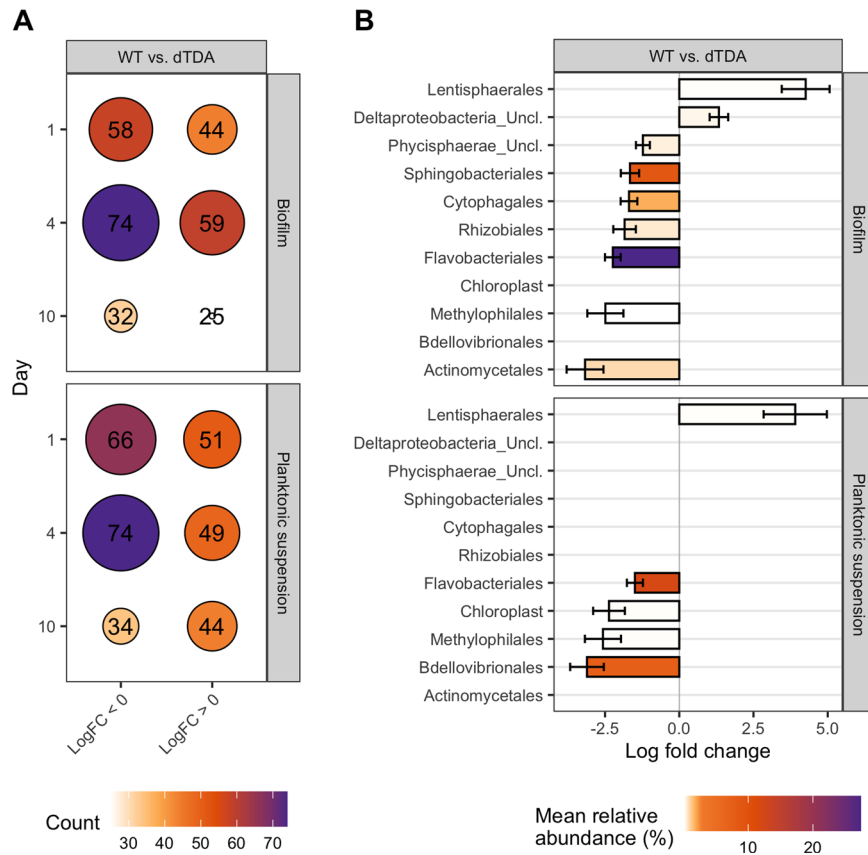 A
WT vs. dTDA
1
58
44
4
74
59
10
32
25
Biofilm
Day
1
66
51
4
74
49
10
34
44
Planktonic suspension
LogFC < 0
LogFC > 0
Count
30
40
50
60
70
B
WT vs. dTDA
Lentisphaerales
Deltaproteobacteria_Uncl.
Phycisphaerae_Uncl.
Sphingobacteriales
Cytophagales
Rhizobiales
Flavobacteriales
Chloroplast
Methylophilales
Bdellovibrionales
Actinomycetales
Biofilm
Lentisphaerales
Deltaproteobacteria_Uncl.
Phycisphaerae_Uncl.
Sphingobacteriales
Cytophagales
Rhizobiales
Flavobacteriales
Chloroplast
Methylophilales
Bdellovibrionales
Actinomycetales
Planktonic suspension
-2.5
0.0
2.5
5.0
Log fold change
Mean relative
abundance (%)
10
20